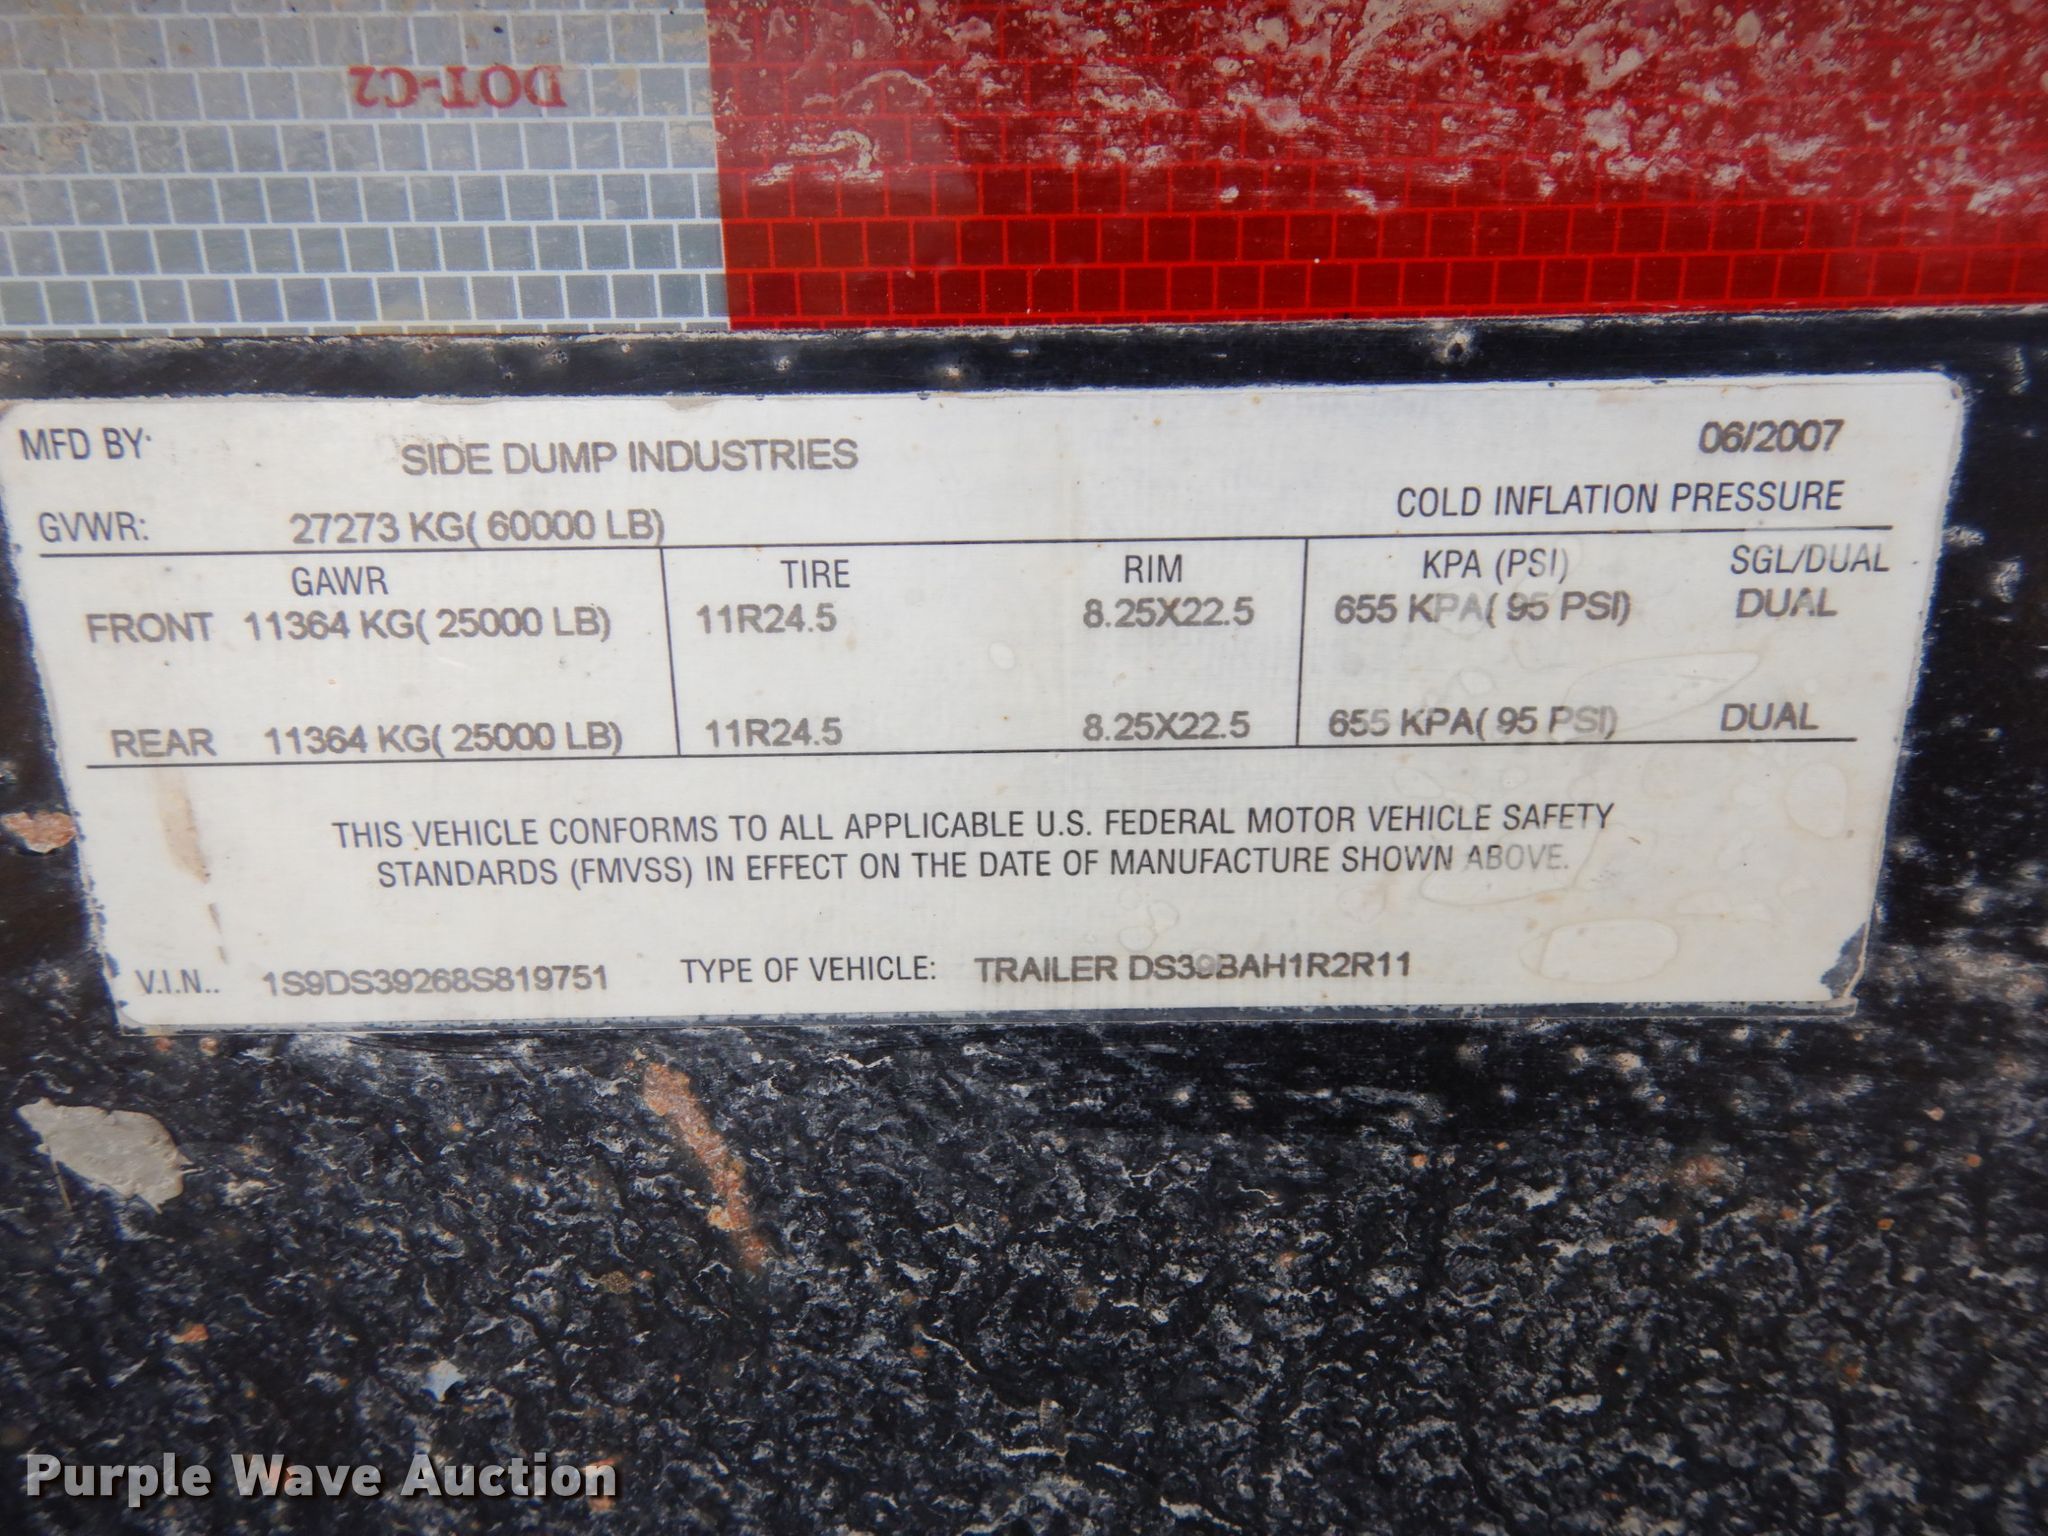 DOT-C2
MFD BY: SIDE DUMP INDUSTRIES 06/2007
GVWR: 27273 KG( 60000 LB) COLD INFLATION PRESSURE
GAWR TIRE RIM KPA (PSI) SGL/DUAL
FRONT 11364 KG( 25000 LB) 11R24.5 8.25X22.5 655 KPA( 95 PSI) DUAL
REAR 11364 KG( 25000 LB) 11R24.5 8.25X22.5 655 KPA( 95 PSI) DUAL
THIS VEHICLE CONFORMS TO ALL APPLICABLE U.S. FEDERAL MOTOR VEHICLE SAFETY
STANDARDS (FMVSS) IN EFFECT ON THE DATE OF MANUFACTURE SHOWN ABOVE.
V.I.N.. 1S9DS39268S819751 TYPE OF VEHICLE: TRAILER DS39BAH1R2R11
Purple Wave Auction